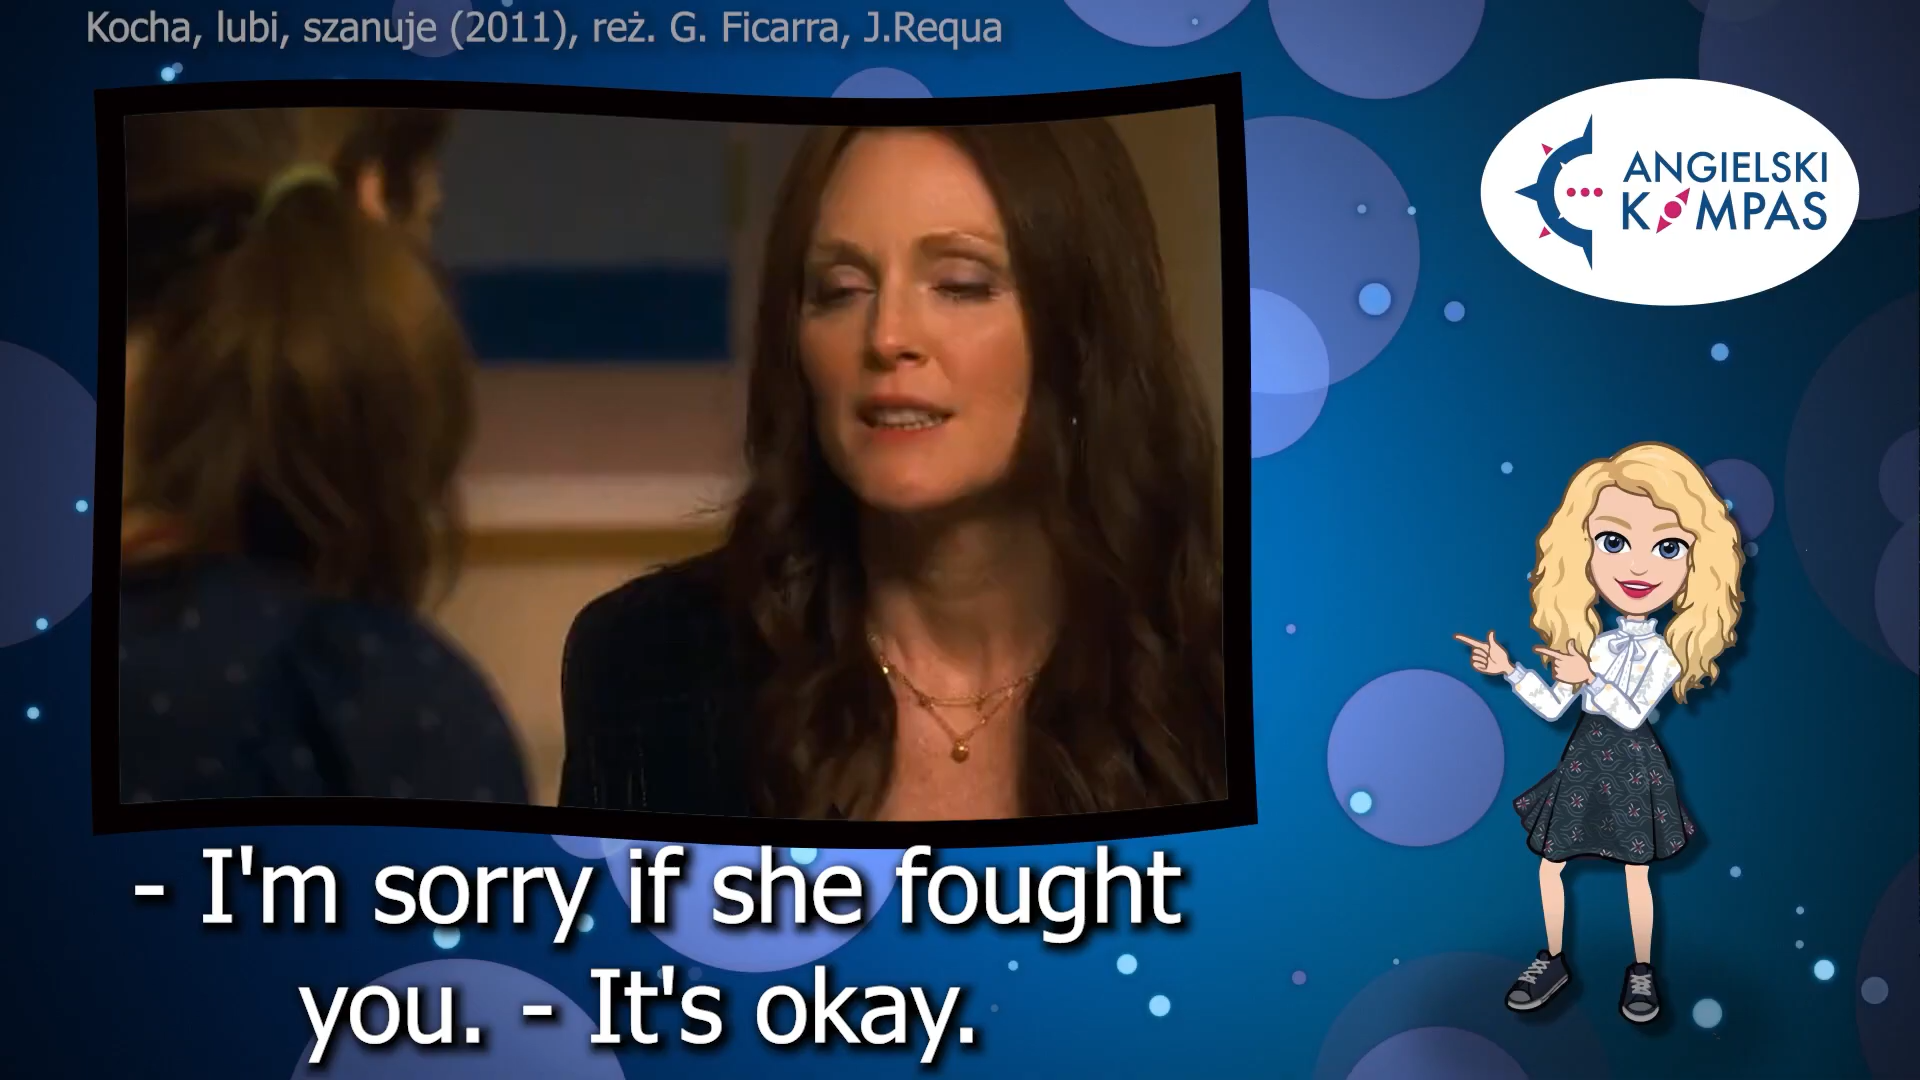 Kocha, lubi, szanuje (2011), reż. G. Ficarra, J.Requa
ANGIELSKI
KOMPAS
- I'm sorry if she fought
you. - It's okay.